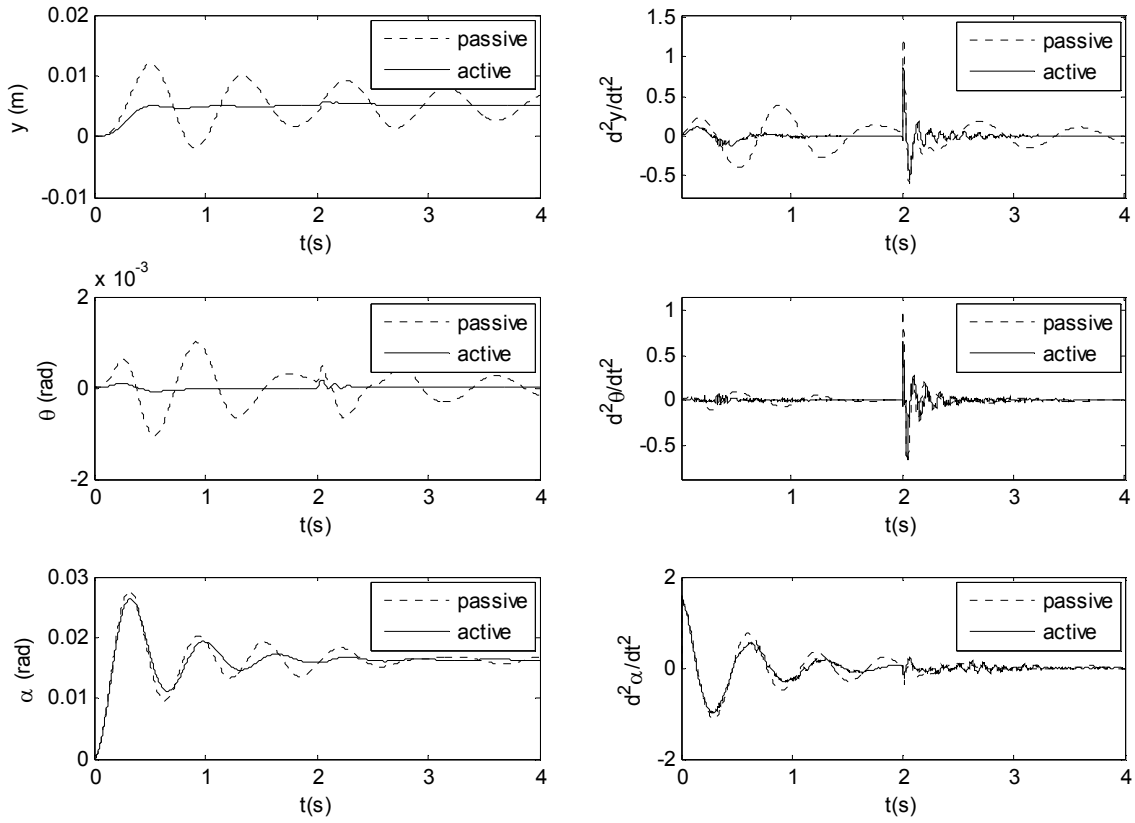 0.02
0.01
0
-0.01
y (m)
passive
active
0 1 2 3 4
t(s)
1.5
1
0.5
0
-0.5
d²y/dt²
passive
active
0 1 2 3 4
t(s)
x 10⁻³
2
0
-2
θ (rad)
passive
active
0 1 2 3 4
t(s)
1
0.5
0
-0.5
d²θ/dt²
passive
active
0 1 2 3 4
t(s)
0.03
0.02
0.01
0
α (rad)
passive
active
0 1 2 3 4
t(s)
2
0
-2
d²α/dt²
passive
active
0 1 2 3 4
t(s)